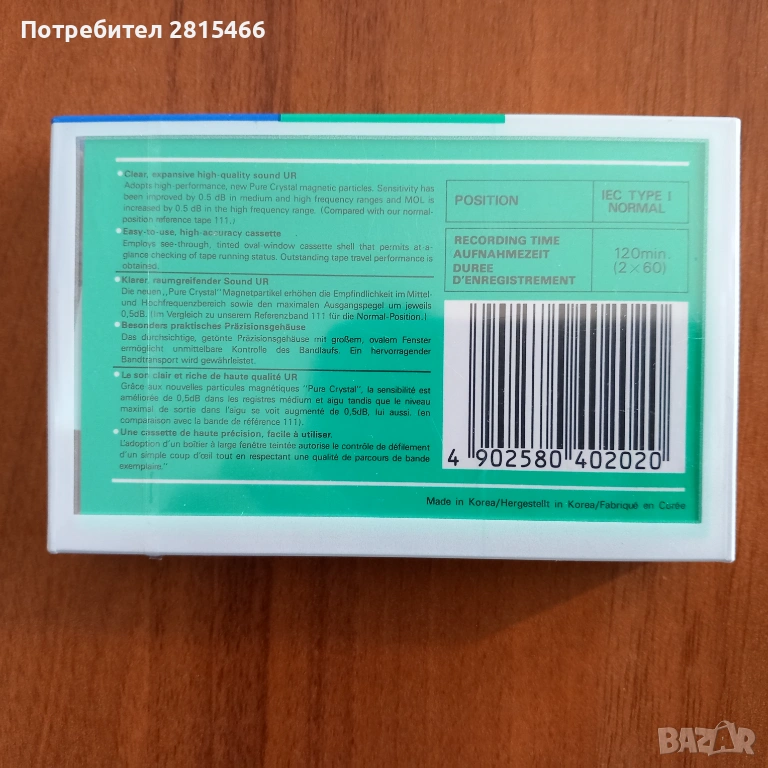 Потребител 2815466
• Clear, expansive high-quality sound UR
Adopts high-performance, new Pure Crystal magnetic particles. Sensitivity has
been improved by 0.5 dB in medium and high frequency ranges and MOL is
increased by 0.5 dB in the high frequency range. (Compared with our normal-
position reference tape 111.)
• Easy-to-use, high-accuracy cassette
Employs see-through, tinted oval-window cassette shell that permits at-a-
glance checking of tape running status. Outstanding tape travel performance is
obtained.
• Klarer, raumgreifender Sound UR
Die neuen „Pure Crystal" Magnetpartikel erhöhen die Empfindlichkeit im Mittel-
und Hochfrequenzbereich sowie den maximalen Ausgangspegel um jeweils
0,5dB. (Im Vergleich zu unserem Referenzband 111 für die Normal-Position.)
• Besonders praktisches Präzisionsgehäuse
Das durchsichtige, getönte Präzisionsgehäuse mit großem, ovalem Fenster
ermöglicht unmittelbare Kontrolle des Bandlaufs. Ein hervorragender
Bandtransport wird gewährleistet.
• Le son clair et riche de haute qualité UR
Grâce aux nouvelles particules magnétiques "Pure Crystal", la sensibilité est
améliorée de 0,5dB dans les registres médium et aigu tandis que le niveau
maximal de sortie dans l'aigu se voit augmenté de 0,5dB, lui aussi. (en
comparaison avec la bande de référence 111).
• Une cassette de haute précision, facile à utiliser.
L'adoption d'un boîtier à large fenêtre teintée autorise le contrôle de défilement
d'un simple coup d'œil tout en respectant une qualité de parcours de bande
exemplaire."
POSITION
IEC TYPE I
NORMAL
RECORDING TIME
AUFNAHMEZEIT
DUREE
D'ENREGISTREMENT
120min.
(2×60)
4 902580 402020
Made in Korea/Hergestellt in Korea/Fabriqué en Corée
BAZAR